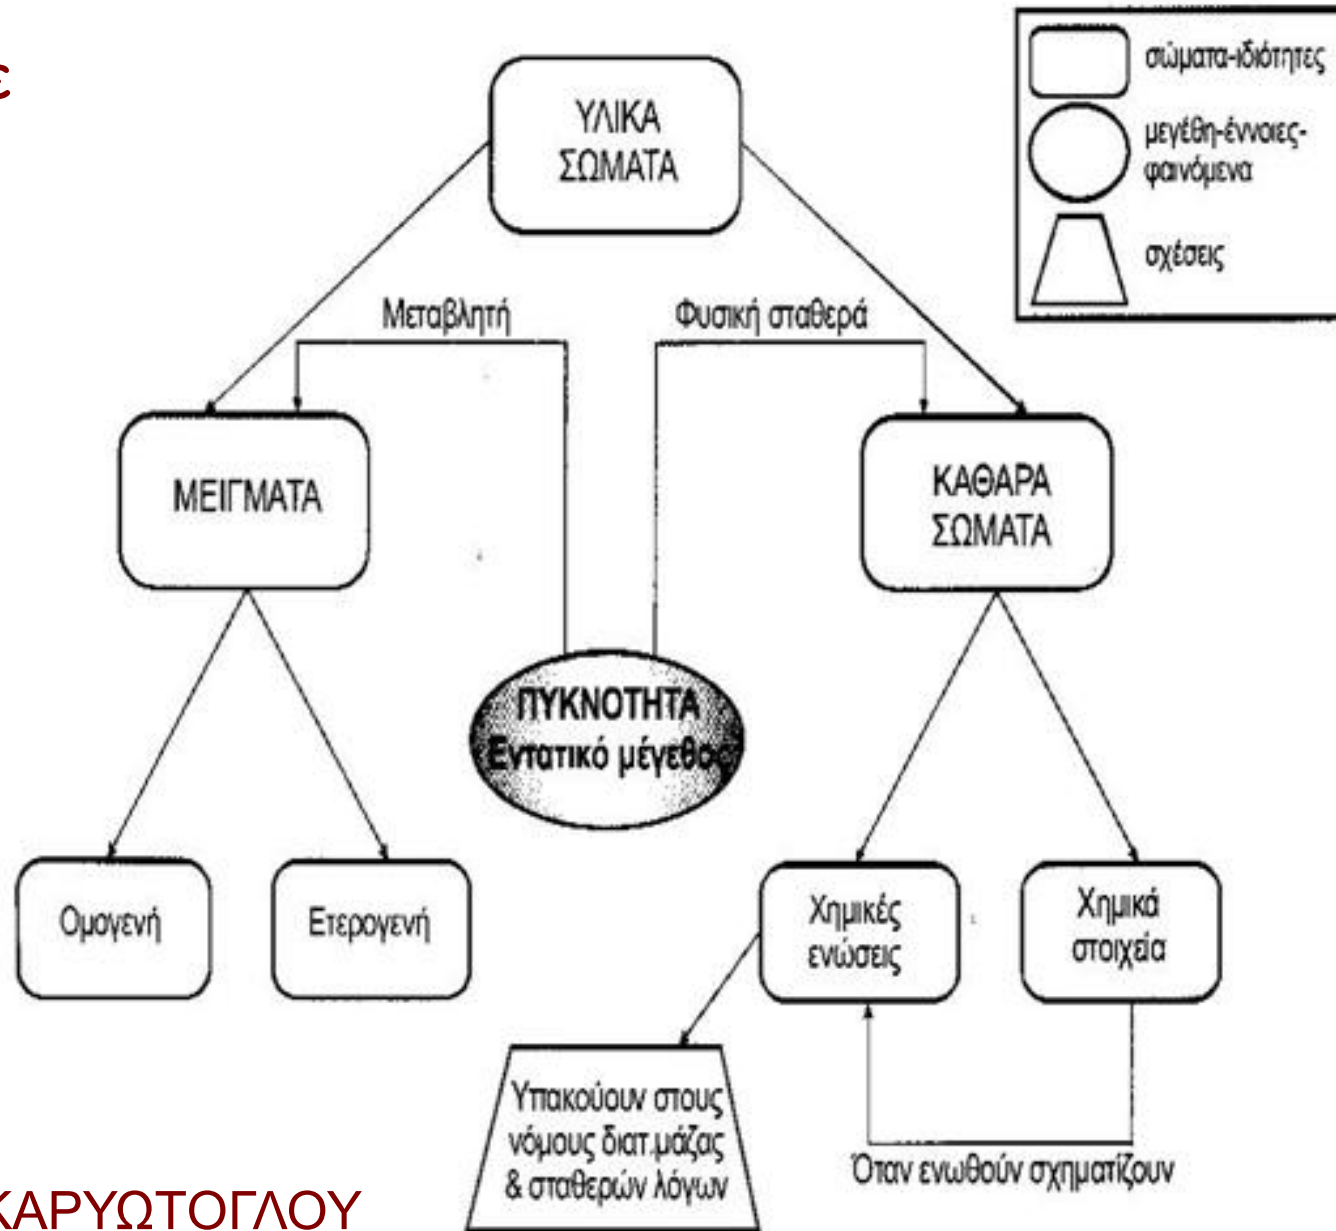 ε
σώματα-ιδιότητες
μεγέθη-έννοιες-
φαινόμενα
σχέσεις
ΥΛΙΚΑ
ΣΩΜΑΤΑ
Μεταβλητή
Φυσική σταθερά
ΜΕΙΓΜΑΤΑ
ΚΑΘΑΡΑ
ΣΩΜΑΤΑ
ΠΥΚΝΟΤΗΤΑ
Εντατικό μέγεθος
Ομογενή
Ετερογενή
Χημικές
ενώσεις
Χημικά
στοιχεία
Υπακούουν στους
νόμους διατ.μάζας
& σταθερών λόγων
Όταν ενωθούν σχηματίζουν
ΚΑΡΥΩΤΟΓΛΟΥ